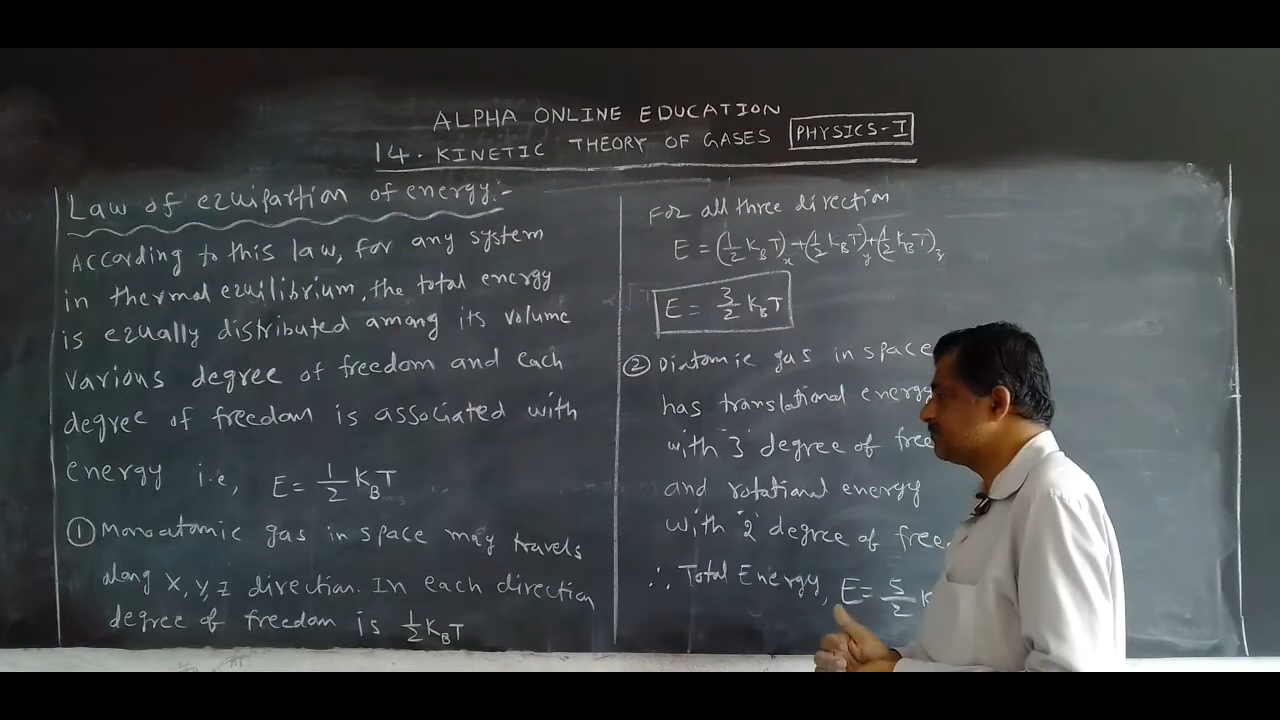 ALPHA ONLINE EDUCATION
14. KINETIC THEORY OF GASES PHYSICS-I
Law of equipartion of energy:-
According to this law, for any system
in thermal equilibrium, the total energy
is equally distributed among its volume
various degree of freedom and each
degree of freedom is associated with
energy i.e, E = 1/2 K_B T
① Monoatomic gas in space may travels
along X, Y, Z direction. In each direction
degree of freedom is 1/2 K_B T
For all three direction
E = (1/2 K_B T)_x + (1/2 K_B T)_y + (1/2 K_B T)_z
E = 3/2 K_B T
② Diatomic gas in space
has translational energy
with '3' degree of free
and rotational energy
with '2' degree of free
∴ Total Energy, E = 5/2 K